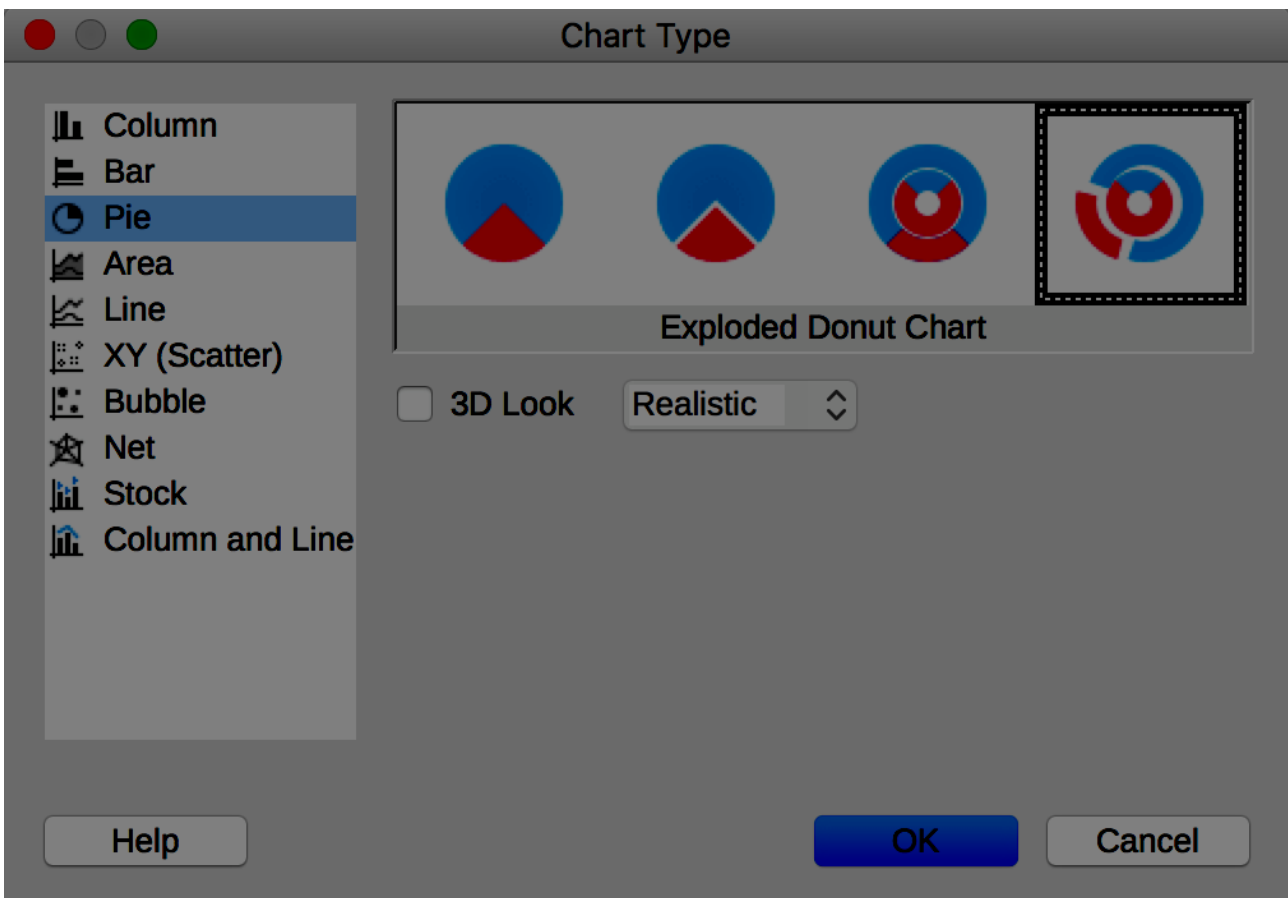 Chart Type
Column
Bar
Pie
Area
Line
XY (Scatter)
Bubble
Net
Stock
Column and Line
Exploded Donut Chart
3D Look
Realistic
Help
OK
Cancel